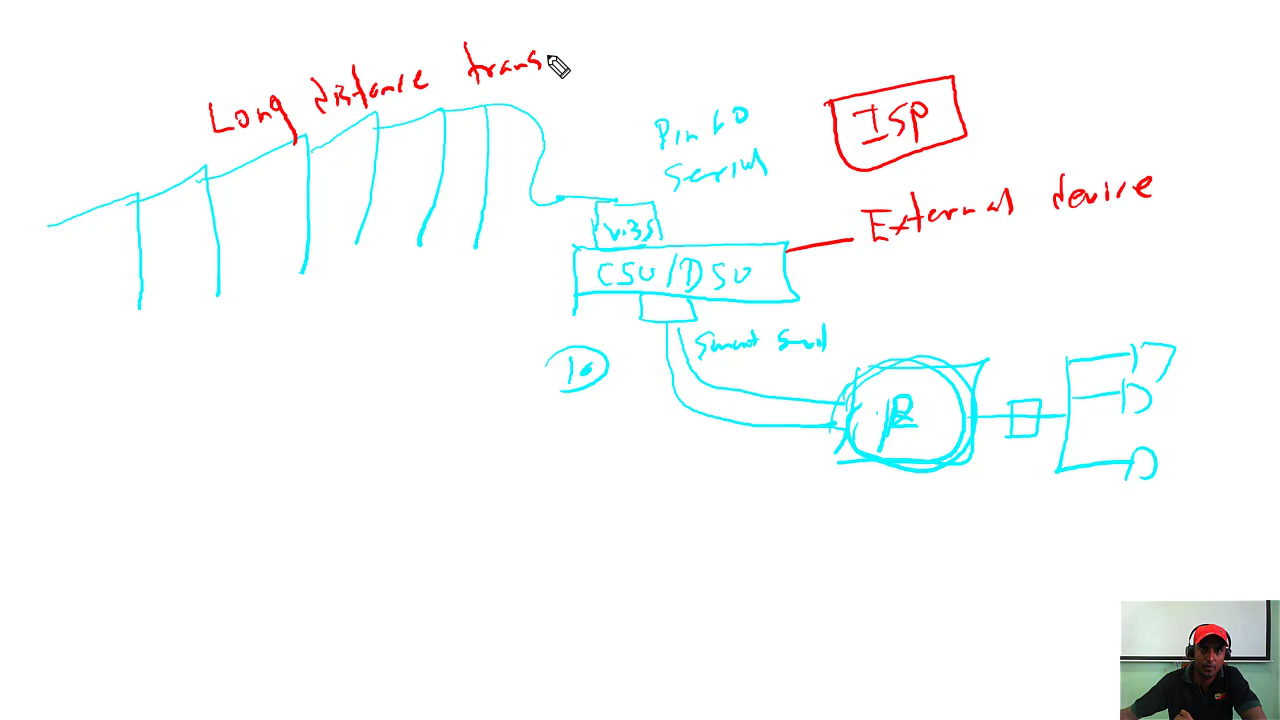 Long distance trans
Pin 60
Serial
ISP
External device
V.35
CSU/DSU
Smart Serial
R
D
D